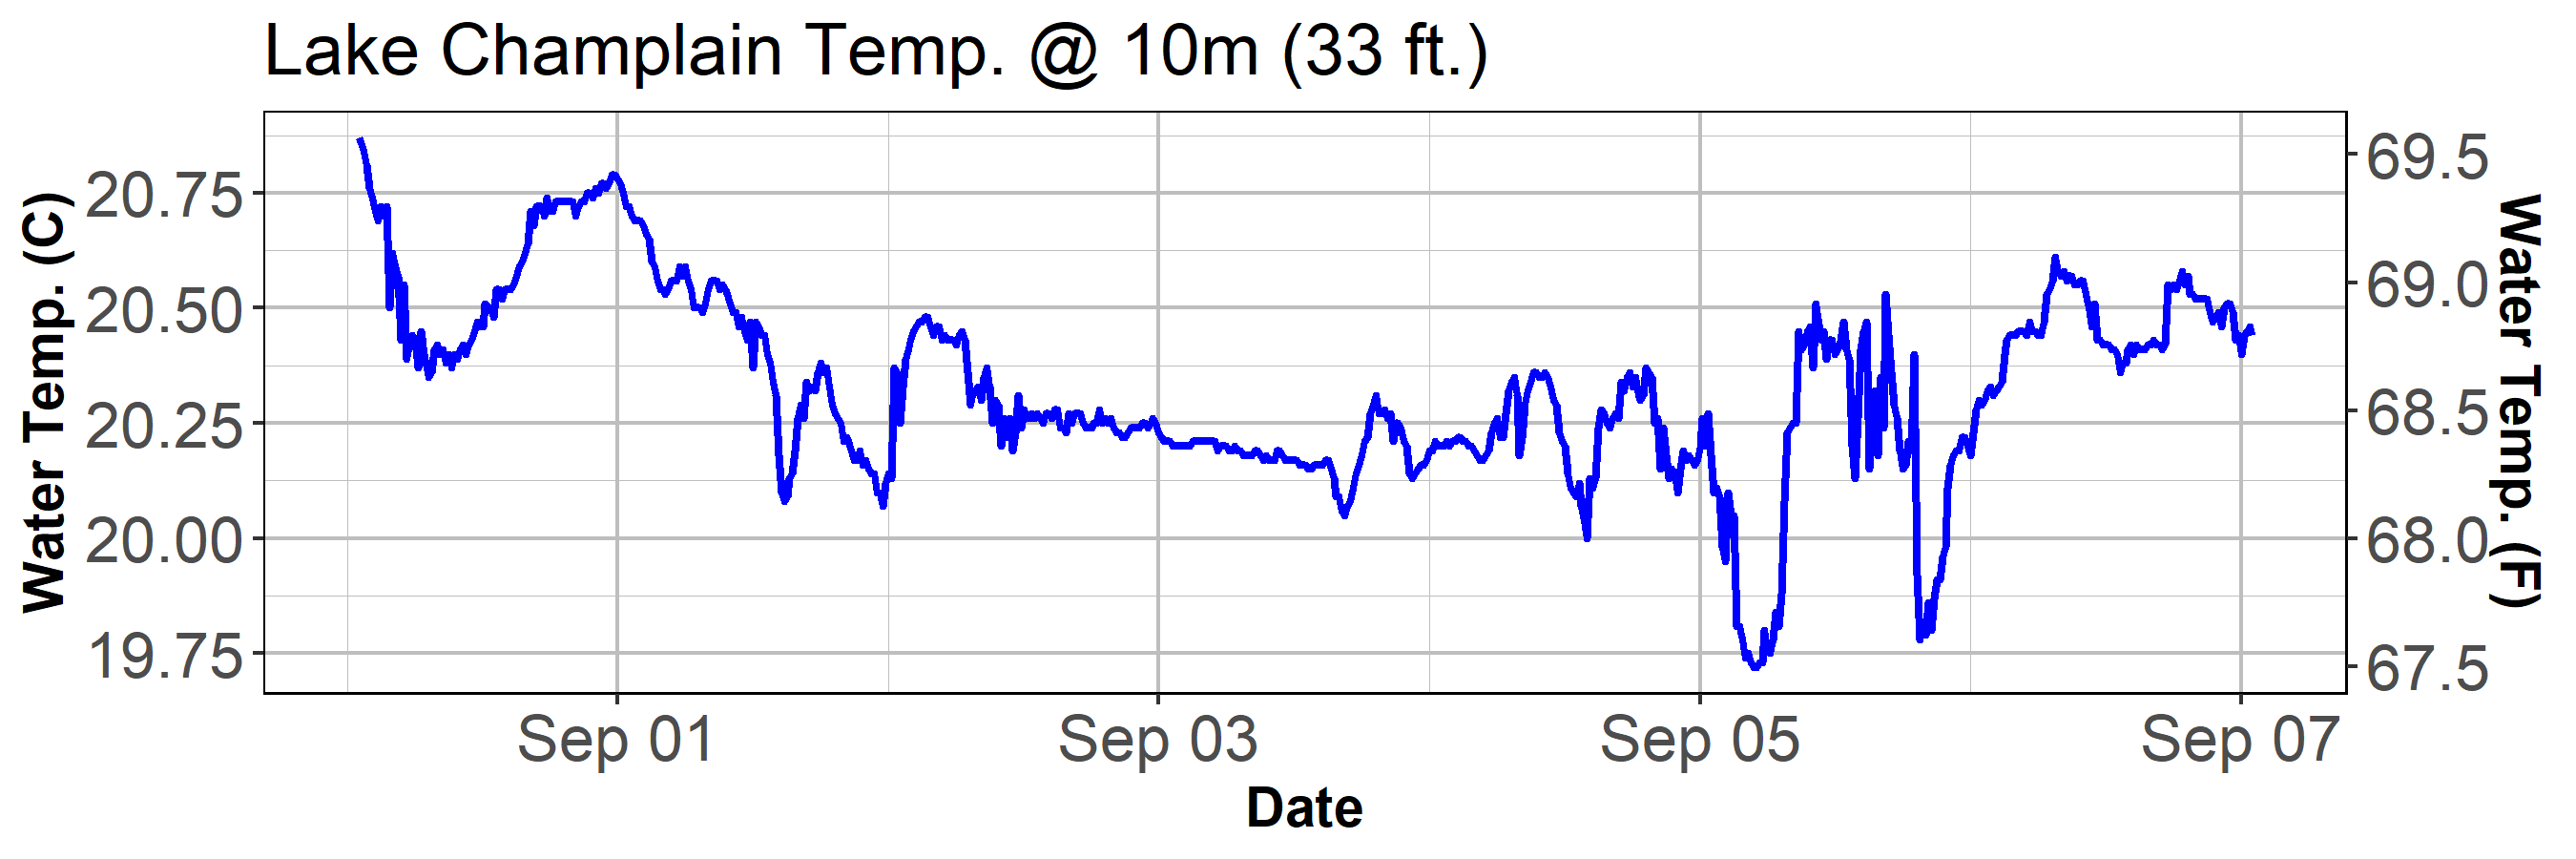 Lake Champlain Temp. @ 10m (33 ft.)
Water Temp. (C)
20.75
20.50
20.25
20.00
19.75
69.5
69.0
68.5
68.0
67.5
Water Temp. (F)
Sep 01 Sep 03 Sep 05 Sep 07
Date